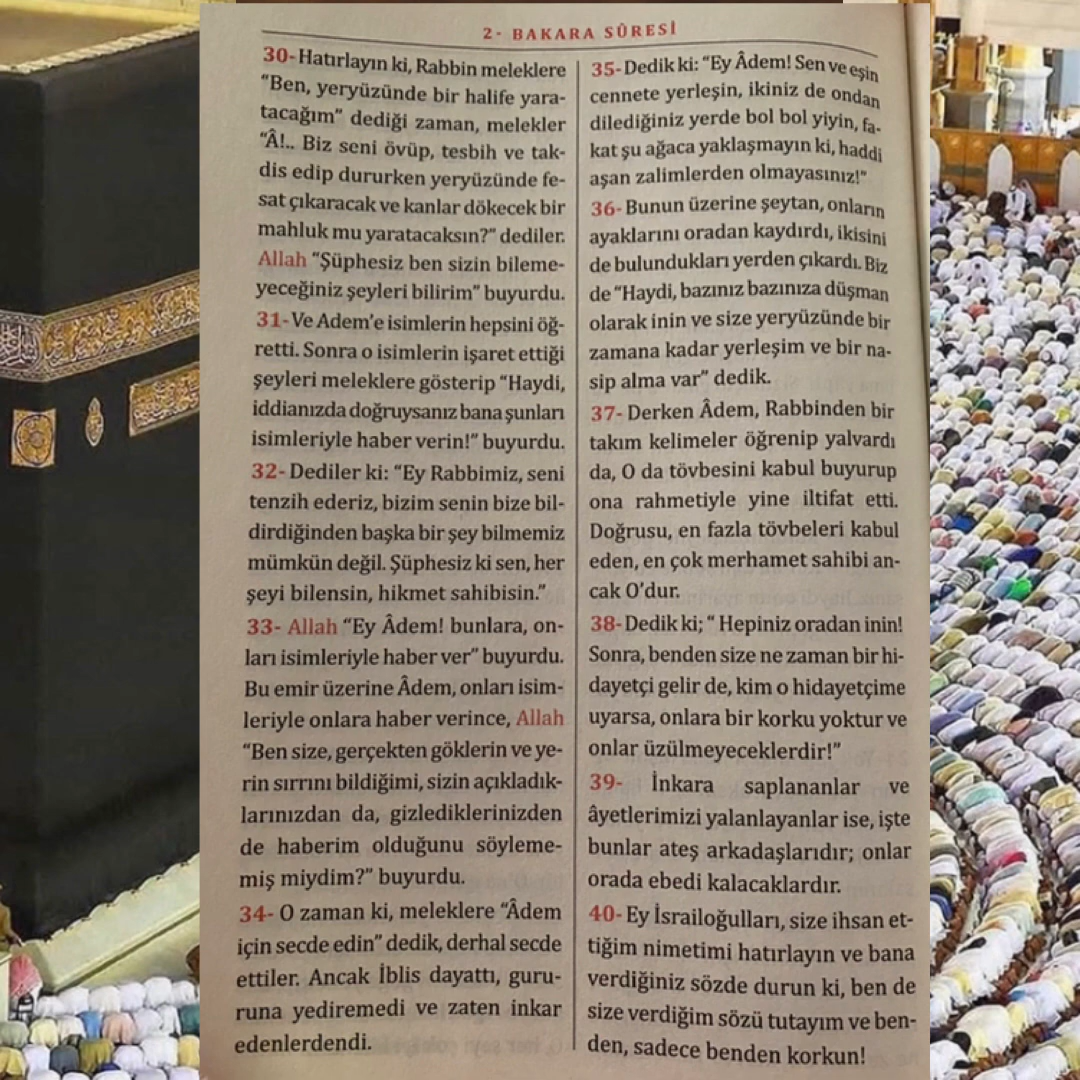 2- BAKARA SÛRESİ
30- Hatırlayın ki, Rabbin meleklere
"Ben, yeryüzünde bir halife yara-
tacağım" dediği zaman, melekler
"Â!.. Biz seni övüp, tesbih ve tak-
dis edip dururken yeryüzünde fe-
sat çıkaracak ve kanlar dökecek bir
mahluk mu yaratacaksın?" dediler.
Allah "Şüphesiz ben sizin bileme-
yeceğiniz şeyleri bilirim" buyurdu.
31- Ve Adem'e isimlerin hepsini öğ-
retti. Sonra o isimlerin işaret ettiği
şeyleri meleklere gösterip "Haydi,
iddianızda doğruysanız bana şunları
isimleriyle haber verin!" buyurdu.
32- Dediler ki: "Ey Rabbimiz, seni
tenzih ederiz, bizim senin bize bil-
dirdiğinden başka bir şey bilmemiz
mümkün değil. Şüphesiz ki sen, her
şeyi bilensin, hikmet sahibisin."
33- Allah "Ey Âdem! bunlara, on-
ları isimleriyle haber ver" buyurdu.
Bu emir üzerine Âdem, onları isim-
leriyle onlara haber verince, Allah
"Ben size, gerçekten göklerin ve ye-
rin sırrını bildiğimi, sizin açıkladık-
larınızdan da, gizlediklerinizden
de haberim olduğunu söyleme-
miş miydim?" buyurdu.
34- O zaman ki, meleklere "Âdem
için secde edin" dedik, derhal secde
ettiler. Ancak İblis dayattı, guru-
runa yediremedi ve zaten inkar
edenlerdendi.
35- Dedik ki: "Ey Âdem! Sen ve eşin
cennete yerleşin, ikiniz de ondan
dilediğiniz yerde bol bol yiyin, fa-
kat şu ağaca yaklaşmayın ki, haddi
aşan zalimlerden olmayasınız!"
36- Bunun üzerine şeytan, onların
ayaklarını oradan kaydırdı, ikisini
de bulundukları yerden çıkardı. Biz
de "Haydi, bazınız bazınıza düşman
olarak inin ve size yeryüzünde bir
zamana kadar yerleşim ve bir na-
sip alma var" dedik.
37- Derken Âdem, Rabbinden bir
takım kelimeler öğrenip yalvardı
da, O da tövbesini kabul buyurup
ona rahmetiyle yine iltifat etti.
Doğrusu, en fazla tövbeleri kabul
eden, en çok merhamet sahibi an-
cak O'dur.
38- Dedik ki; " Hepiniz oradan inin!
Sonra, benden size ne zaman bir hi-
dayetçi gelir de, kim o hidayetçime
uyarsa, onlara bir korku yoktur ve
onlar üzülmeyeceklerdir!"
39- İnkara saplananlar ve
âyetlerimizi yalanlayanlar ise, işte
bunlar ateş arkadaşlarıdır; onlar
orada ebedi kalacaklardır.
40- Ey İsrailoğulları, size ihsan et-
tiğim nimetimi hatırlayın ve bana
verdiğiniz sözde durun ki, ben de
size verdiğim sözü tutayım ve ben-
den, sadece benden korkun!